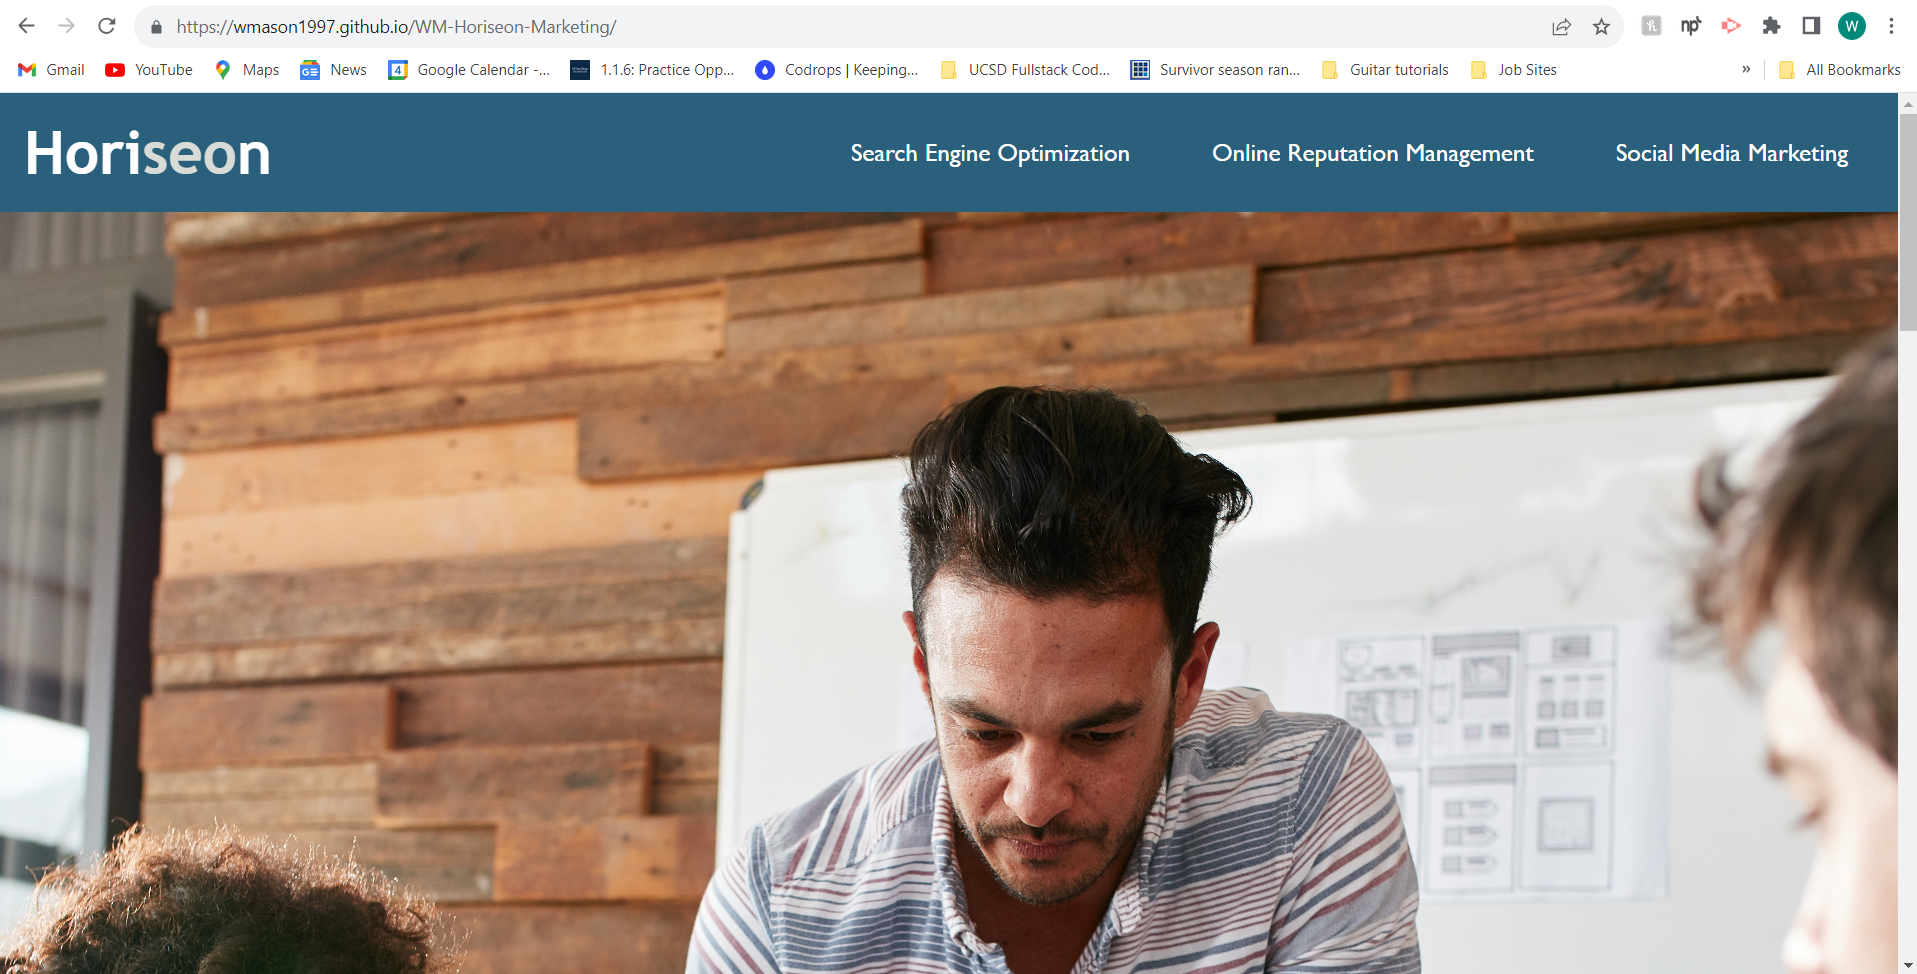 https://wmason1997.github.io/WM-Horiseon-Marketing/
W
Gmail YouTube Maps News Google Calendar -... 1.1.6: Practice Opp... Codrops | Keeping... UCSD Fullstack Cod... Survivor season ran... Guitar tutorials Job Sites » All Bookmarks
Horiseon Search Engine Optimization Online Reputation Management Social Media Marketing